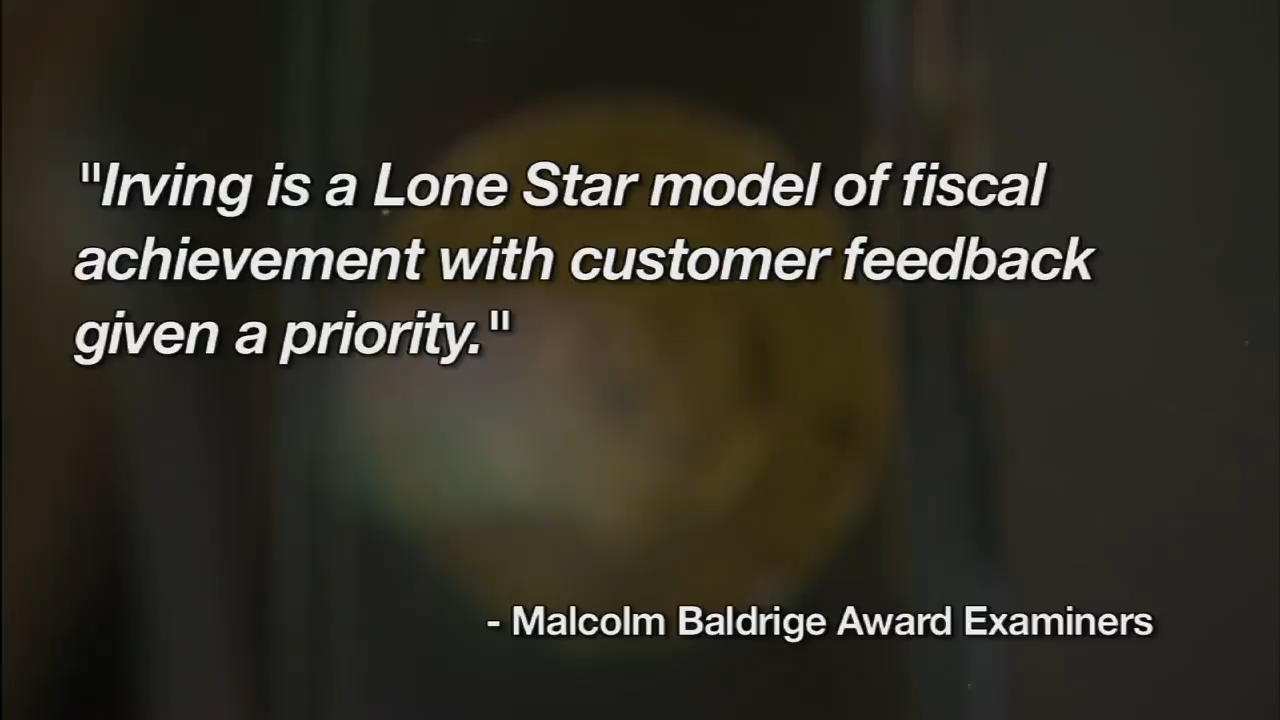 "Irving is a Lone Star model of fiscal
achievement with customer feedback
given a priority."
- Malcolm Baldrige Award Examiners